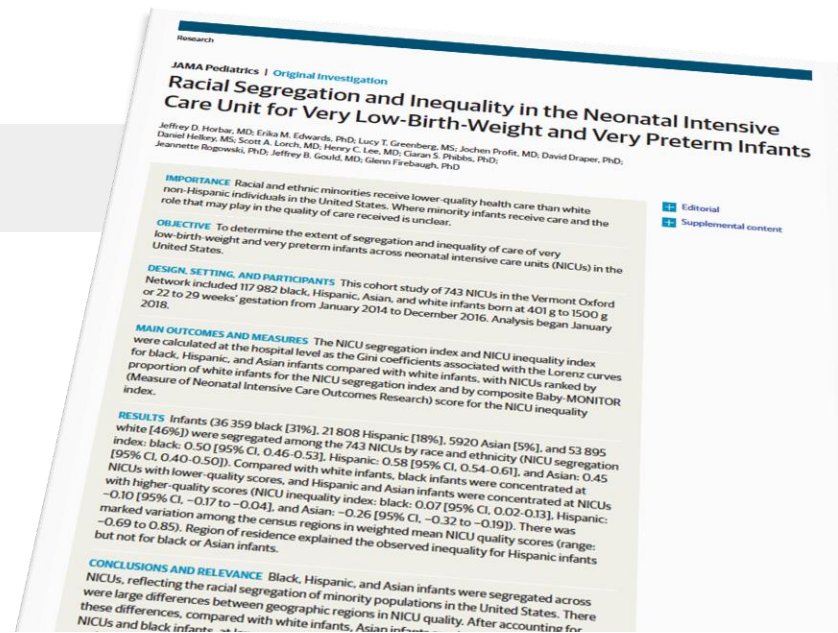 Research
JAMA Pediatrics | Original Investigation
Racial Segregation and Inequality in the Neonatal Intensive
Care Unit for Very Low-Birth-Weight and Very Preterm Infants
Jeffrey D. Horbar, MD; Erika M. Edwards, PhD; Lucy T. Greenberg, MS; Jochen Profit, MD; David Draper, PhD;
Daniel Helkey, MS; Scott A. Lorch, MD; Henry C. Lee, MD; Ciaran S. Phibbs, PhD;
Jeannette Rogowski, PhD; Jeffrey B. Gould, MD; Glenn Firebaugh, PhD
IMPORTANCE Racial and ethnic minorities receive lower-quality health care than white
non-Hispanic individuals in the United States. Where minority infants receive care and the
role that may play in the quality of care received is unclear.
OBJECTIVE To determine the extent of segregation and inequality of care of very
low-birth-weight and very preterm infants across neonatal intensive care units (NICUs) in the
United States.
DESIGN, SETTING, AND PARTICIPANTS This cohort study of 743 NICUs in the Vermont Oxford
Network included 117 982 black, Hispanic, Asian, and white infants born at 401 g to 1500 g
or 22 to 29 weeks' gestation from January 2014 to December 2016. Analysis began January
2018.
MAIN OUTCOMES AND MEASURES The NICU segregation index and NICU inequality index
were calculated at the hospital level as the Gini coefficients associated with the Lorenz curves
for black, Hispanic, and Asian infants compared with white infants, with NICUs ranked by
proportion of white infants for the NICU segregation index and by composite Baby-MONITOR
(Measure of Neonatal Intensive Care Outcomes Research) score for the NICU inequality
index.
RESULTS Infants (36 359 black [31%], 21 808 Hispanic [18%], 5920 Asian [5%], and 53 895
white [46%]) were segregated among the 743 NICUs by race and ethnicity (NICU segregation
index: black: 0.50 [95% CI, 0.46-0.53], Hispanic: 0.58 [95% CI, 0.54-0.61], and Asian: 0.45
[95% CI, 0.40-0.50]). Compared with white infants, black infants were concentrated at
NICUs with lower-quality scores, and Hispanic and Asian infants were concentrated at NICUs
with higher-quality scores (NICU inequality index: black: 0.07 [95% CI, 0.02-0.13], Hispanic:
−0.10 [95% CI, −0.17 to −0.04], and Asian: −0.26 [95% CI, −0.32 to −0.19]). There was
marked variation among the census regions in weighted mean NICU quality scores (range:
−0.69 to 0.85). Region of residence explained the observed inequality for Hispanic infants
but not for black or Asian infants.
CONCLUSIONS AND RELEVANCE Black, Hispanic, and Asian infants were segregated across
NICUs, reflecting the racial segregation of minority populations in the United States. There
were large differences between geographic regions in NICU quality. After accounting for
these differences, compared with white infants, Asian infants
NICUs and black infants, at
Editorial
Supplemental content